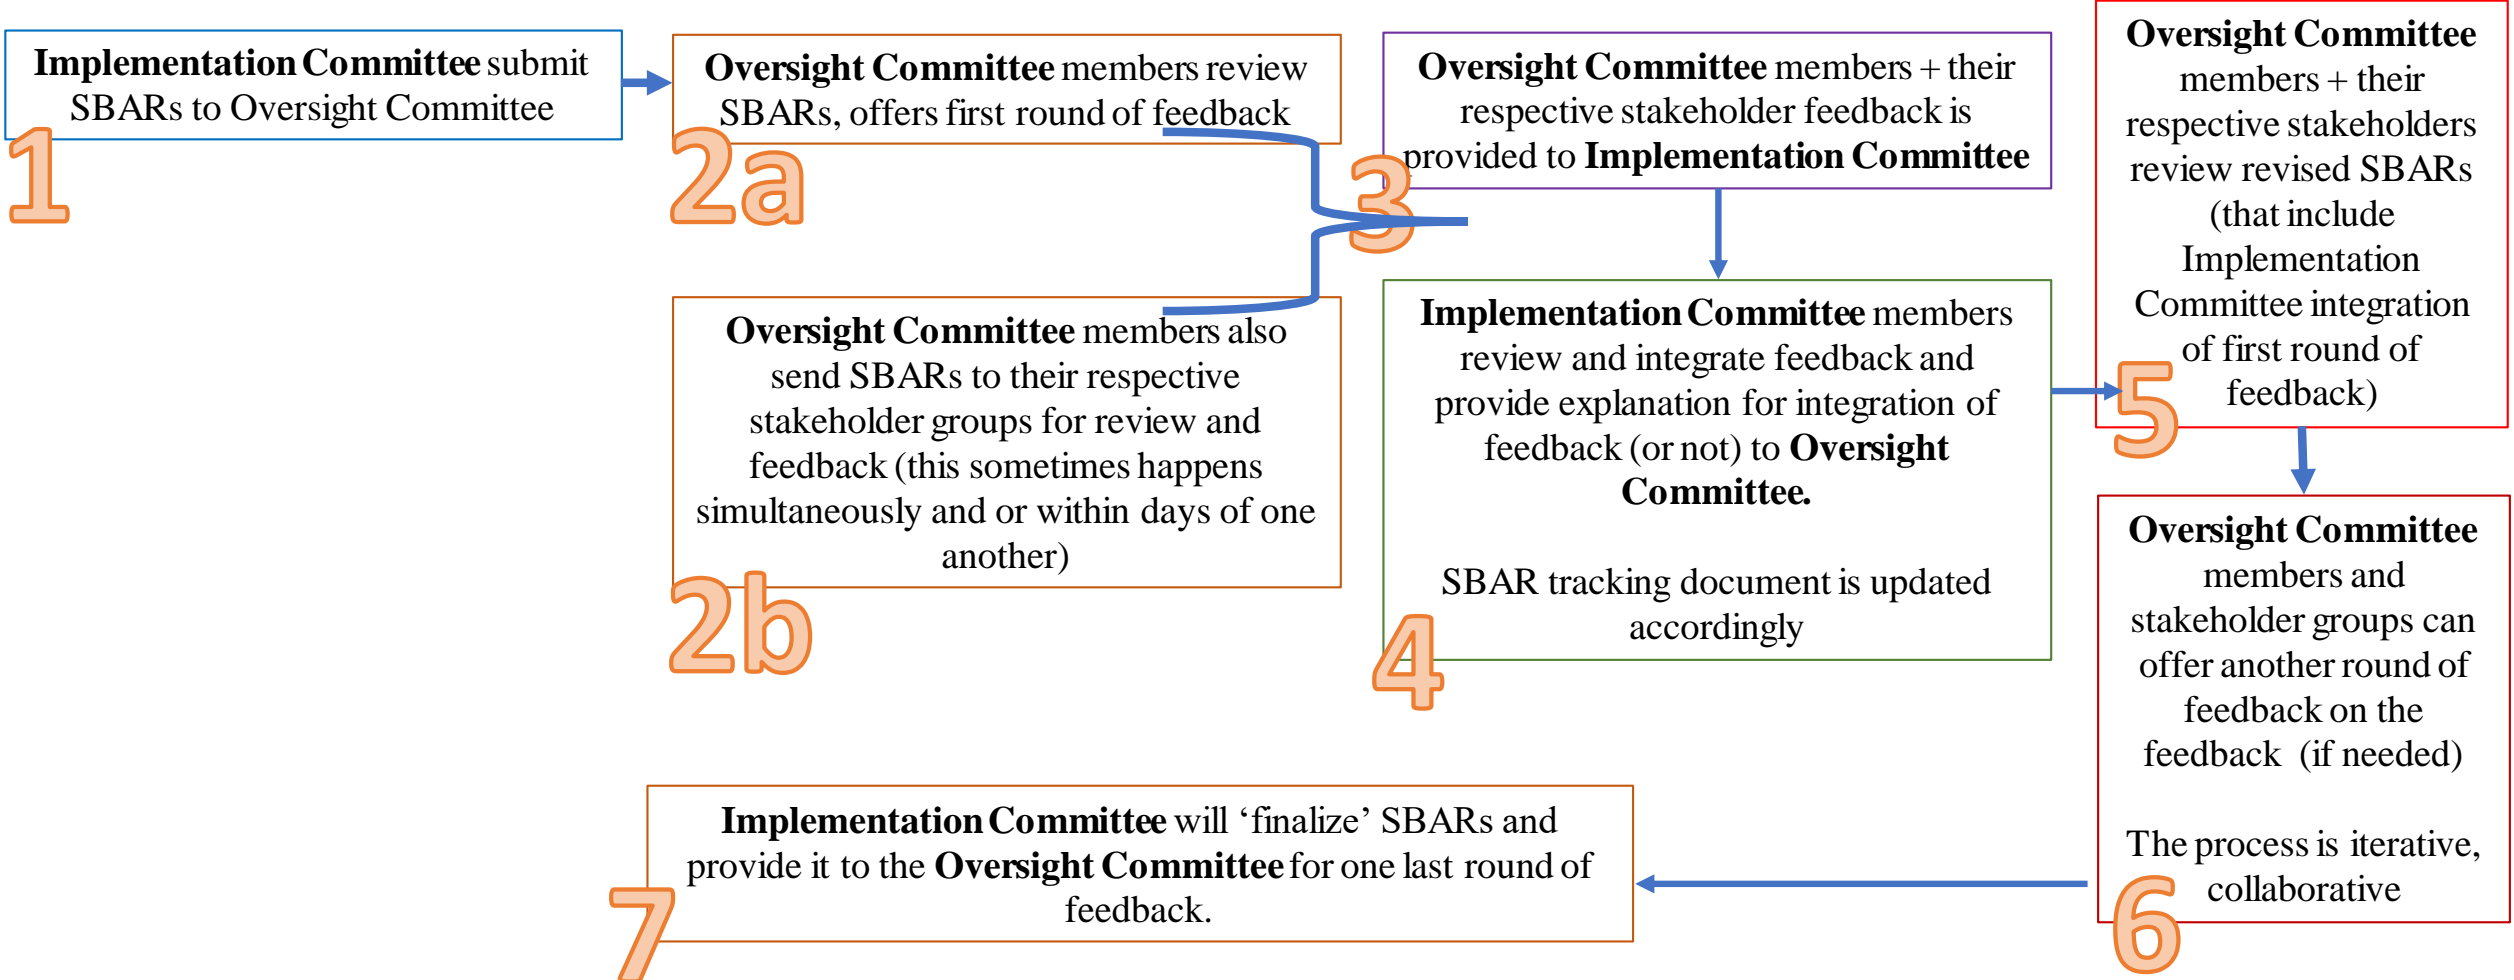 Implementation Committee submit
SBARs to Oversight Committee
1
Oversight Committee members review
SBARs, offers first round of feedback
2a
Oversight Committee members also
send SBARs to their respective
stakeholder groups for review and
feedback (this sometimes happens
simultaneously and or within days of one
another)
2b
Oversight Committee members + their
respective stakeholder feedback is
provided to Implementation Committee
3
Implementation Committee members
review and integrate feedback and
provide explanation for integration of
feedback (or not) to Oversight
Committee.
SBAR tracking document is updated
accordingly
4
Oversight Committee
members + their
respective stakeholders
review revised SBARs
(that include
Implementation
Committee integration
of first round of
feedback)
5
Oversight Committee
members and
stakeholder groups can
offer another round of
feedback on the
feedback (if needed)
The process is iterative,
collaborative
6
Implementation Committee will ‘finalize’ SBARs and
provide it to the Oversight Committee for one last round of
feedback.
7